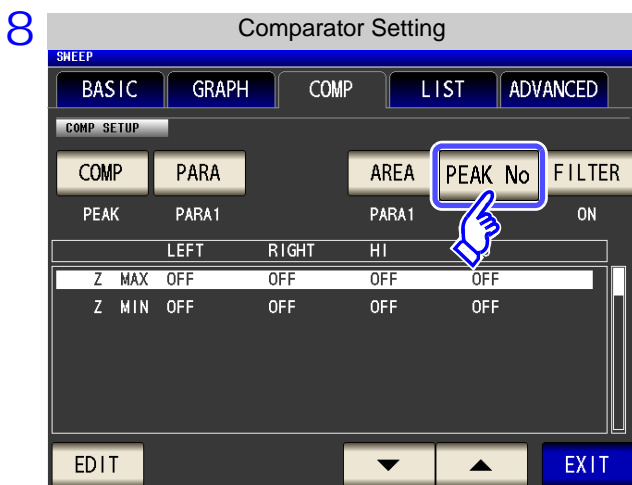 8
Comparator Setting
SWEEP
BASIC GRAPH COMP LIST ADVANCED
COMP SETUP
COMP PARA AREA PEAK No FILTER
PEAK PARA1 PARA1 ON
LEFT RIGHT HI
Z MAX OFF OFF OFF OFF
Z MIN OFF OFF OFF OFF
EDIT EXIT